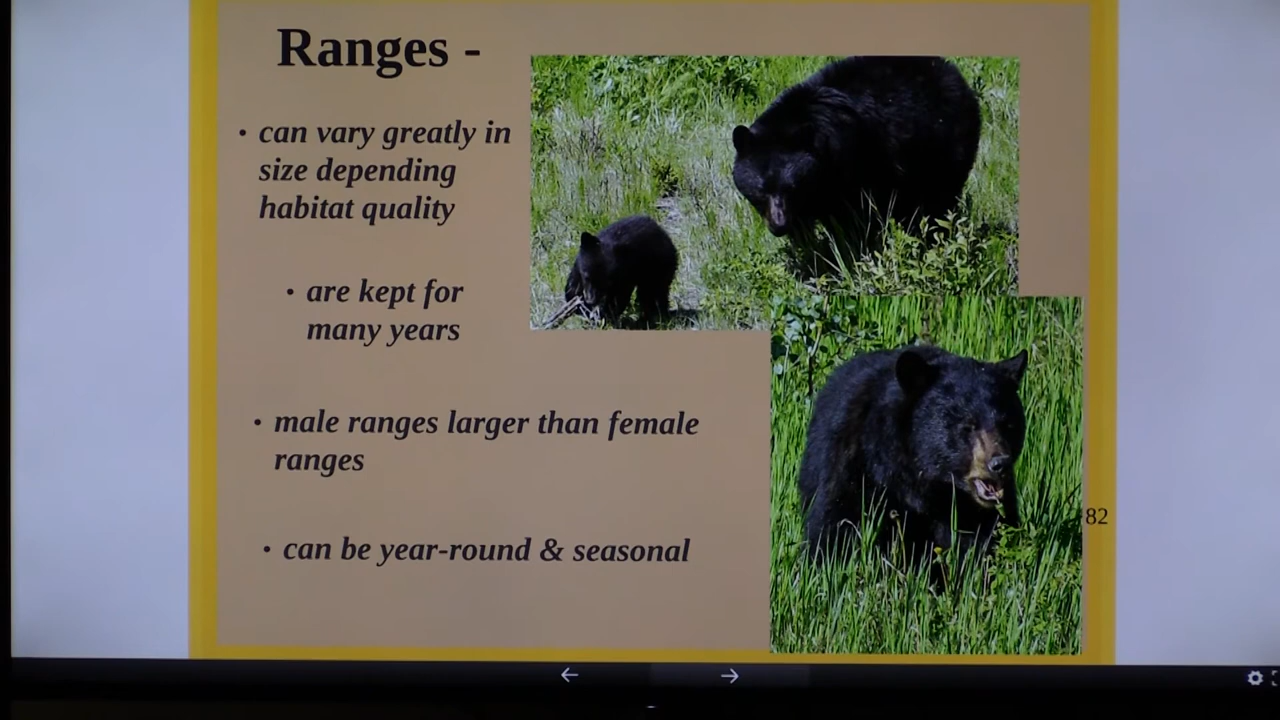 Ranges -
• can vary greatly in
size depending
habitat quality
• are kept for
many years
• male ranges larger than female
ranges
• can be year-round & seasonal
82